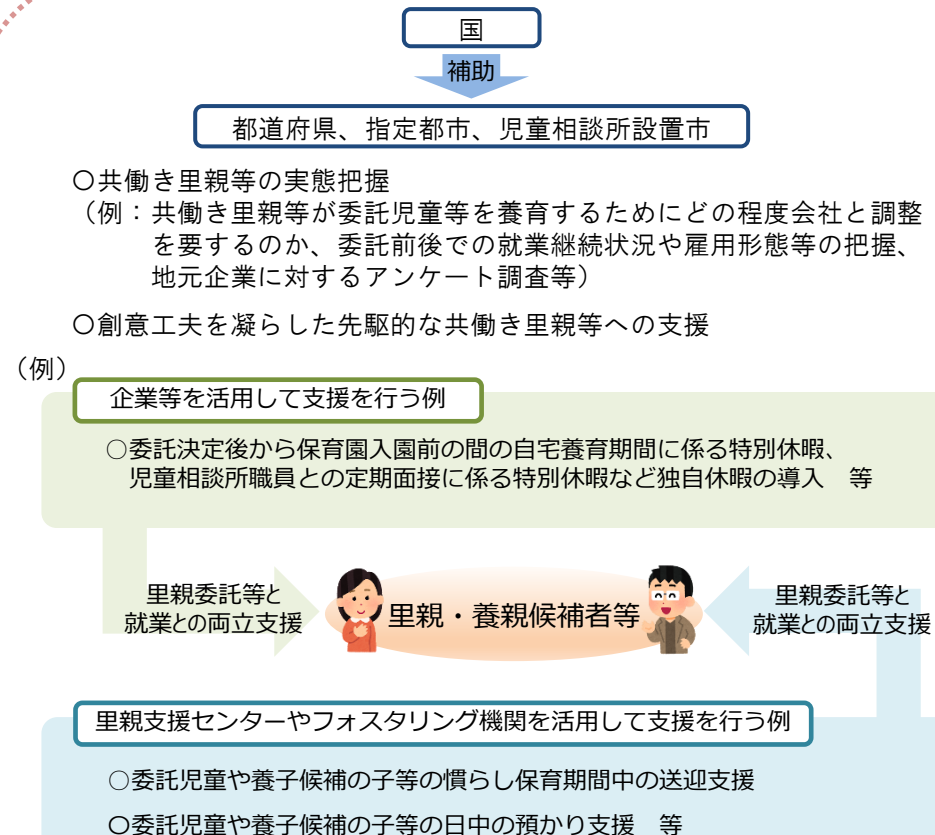 国
補助
都道府県、指定都市、児童相談所設置市
〇共働き里親等の実態把握
（例：共働き里親等が委託児童等を養育するためにどの程度会社と調整
を要するのか、委託前後での就業継続状況や雇用形態等の把握、
地元企業に対するアンケート調査等）
〇創意工夫を凝らした先駆的な共働き里親等への支援
（例）
企業等を活用して支援を行う例
○委託決定後から保育園入園前の間の自宅養育期間に係る特別休暇、
児童相談所職員との定期面接に係る特別休暇など独自休暇の導入　等
里親委託等と
就業との両立支援
里親・養親候補者等
里親委託等と
就業との両立支援
里親支援センターやフォスタリング機関を活用して支援を行う例
○委託児童や養子候補の子等の慣らし保育期間中の送迎支援
〇委託児童や養子候補の子等の日中の預かり支援　等